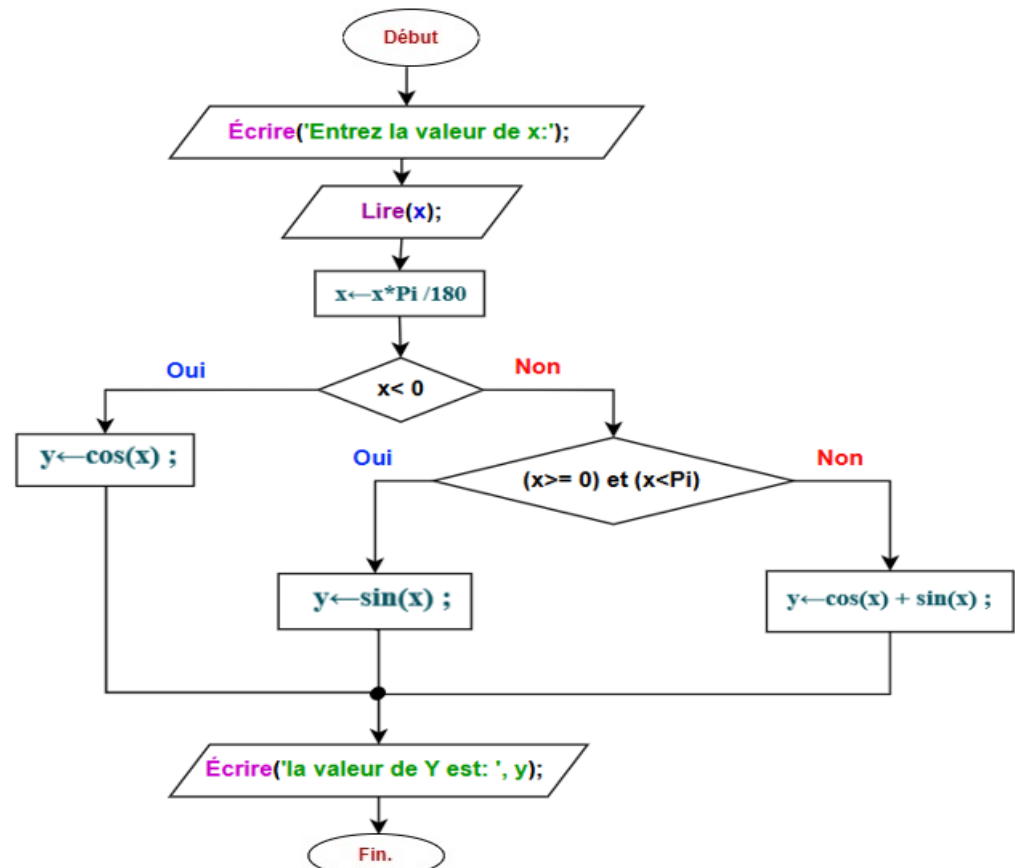 Début
Écrire('Entrez la valeur de x:');
Lire(x);
x←x*Pi /180
Oui
x< 0
Non
y←cos(x) ;
Oui
(x>= 0) et (x<Pi)
Non
y←sin(x) ;
y←cos(x) + sin(x) ;
Écrire('la valeur de Y est: ', y);
Fin.